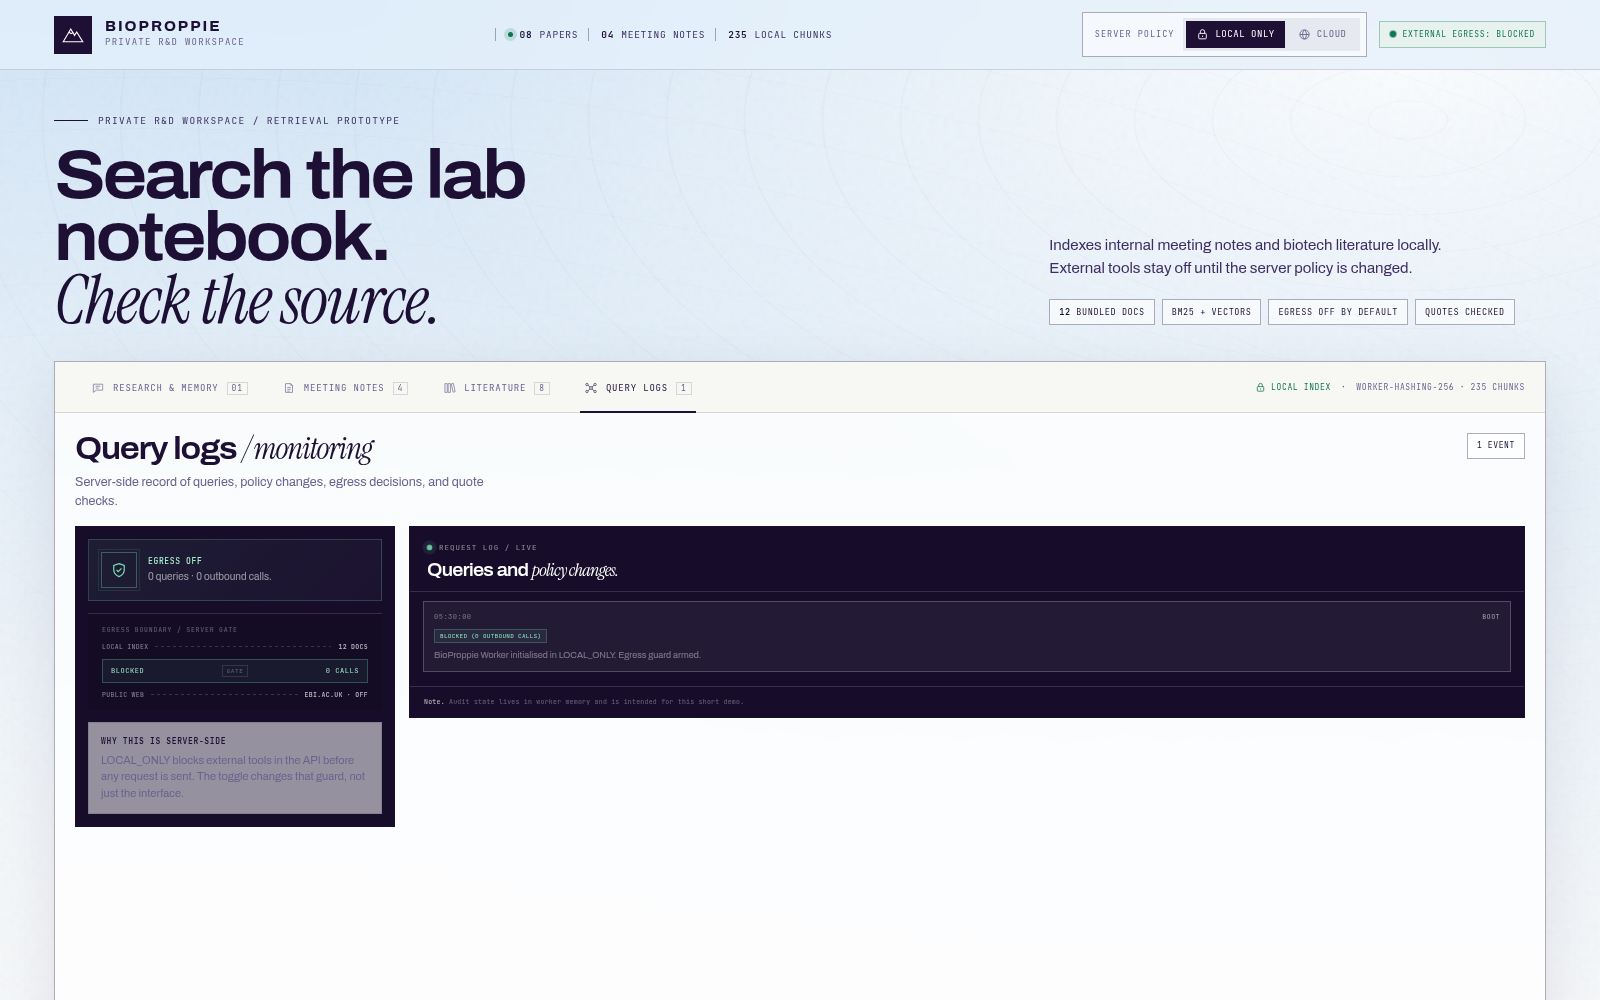 BIOPROPPIE
PRIVATE R&D WORKSPACE
08 PAPERS
04 MEETING NOTES
235 LOCAL CHUNKS
SERVER POLICY
LOCAL ONLY
CLOUD
EXTERNAL EGRESS: BLOCKED
PRIVATE R&D WORKSPACE / RETRIEVAL PROTOTYPE
Search the lab
notebook.
Check the source.
Indexes internal meeting notes and biotech literature locally.
External tools stay off until the server policy is changed.
12 BUNDLED DOCS
BM25 + VECTORS
EGRESS OFF BY DEFAULT
QUOTES CHECKED
RESEARCH & MEMORY 01
MEETING NOTES 4
LITERATURE 8
QUERY LOGS 1
LOCAL INDEX · WORKER-HASHING-256 · 235 CHUNKS
Query logs /monitoring
1 EVENT
Server-side record of queries, policy changes, egress decisions, and quote
checks.
EGRESS OFF
0 queries · 0 outbound calls.
EGRESS BOUNDARY / SERVER GATE
LOCAL INDEX 12 DOCS
BLOCKED GATE 0 CALLS
PUBLIC WEB EBI.AC.UK · OFF
WHY THIS IS SERVER-SIDE
LOCAL_ONLY blocks external tools in the API before
any request is sent. The toggle changes that guard, not
just the interface.
REQUEST LOG / LIVE
Queries and policy changes.
05:30:00 BOOT
BLOCKED (0 OUTBOUND CALLS)
BioProppie Worker initialised in LOCAL_ONLY. Egress guard armed.
Note. Audit state lives in worker memory and is intended for this short demo.